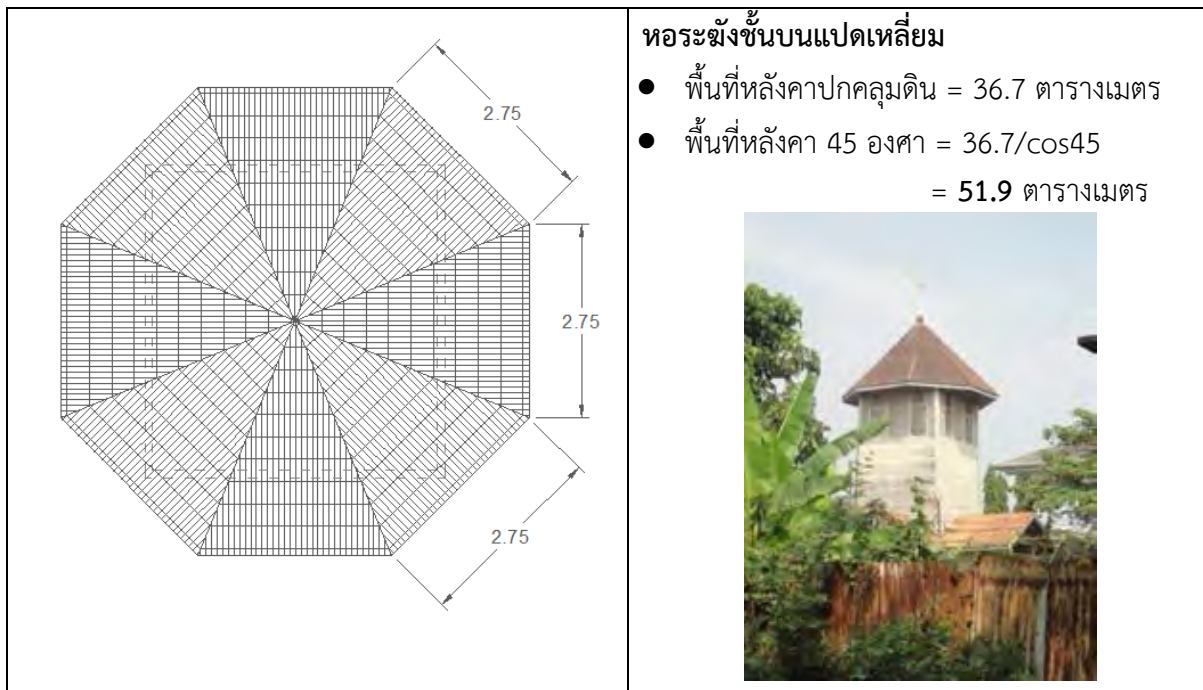 2.75
2.75
2.75
หอระฆังชั้นบนแปดเหลี่ยม
● พื้นที่หลังคาปกคลุมดิน = 36.7 ตารางเมตร
● พื้นที่หลังคา 45 องศา = 36.7/cos45
= 51.9 ตารางเมตร